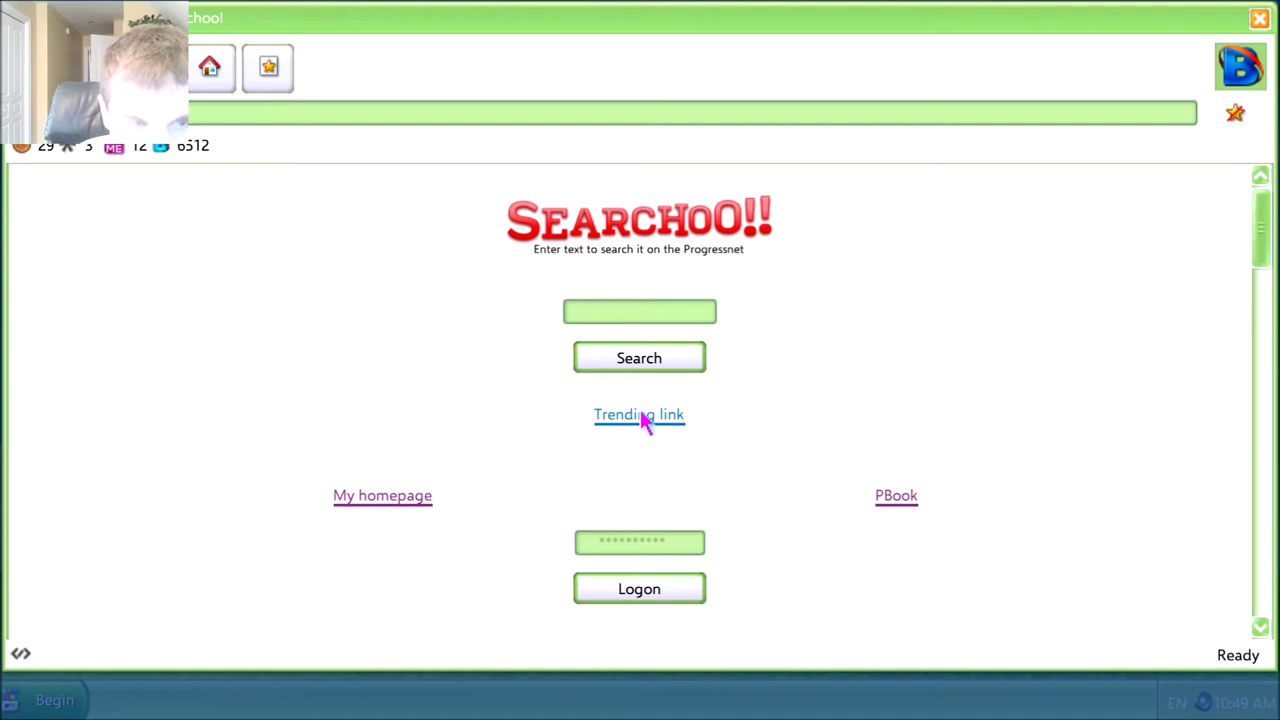 choo!
29 3 ME 12 6512
SEARCHOO!!
Enter text to search it on the Progressnet
Search
Trending link
My homepage PBook
**********
Logon
Ready
Begin EN 10:49 AM